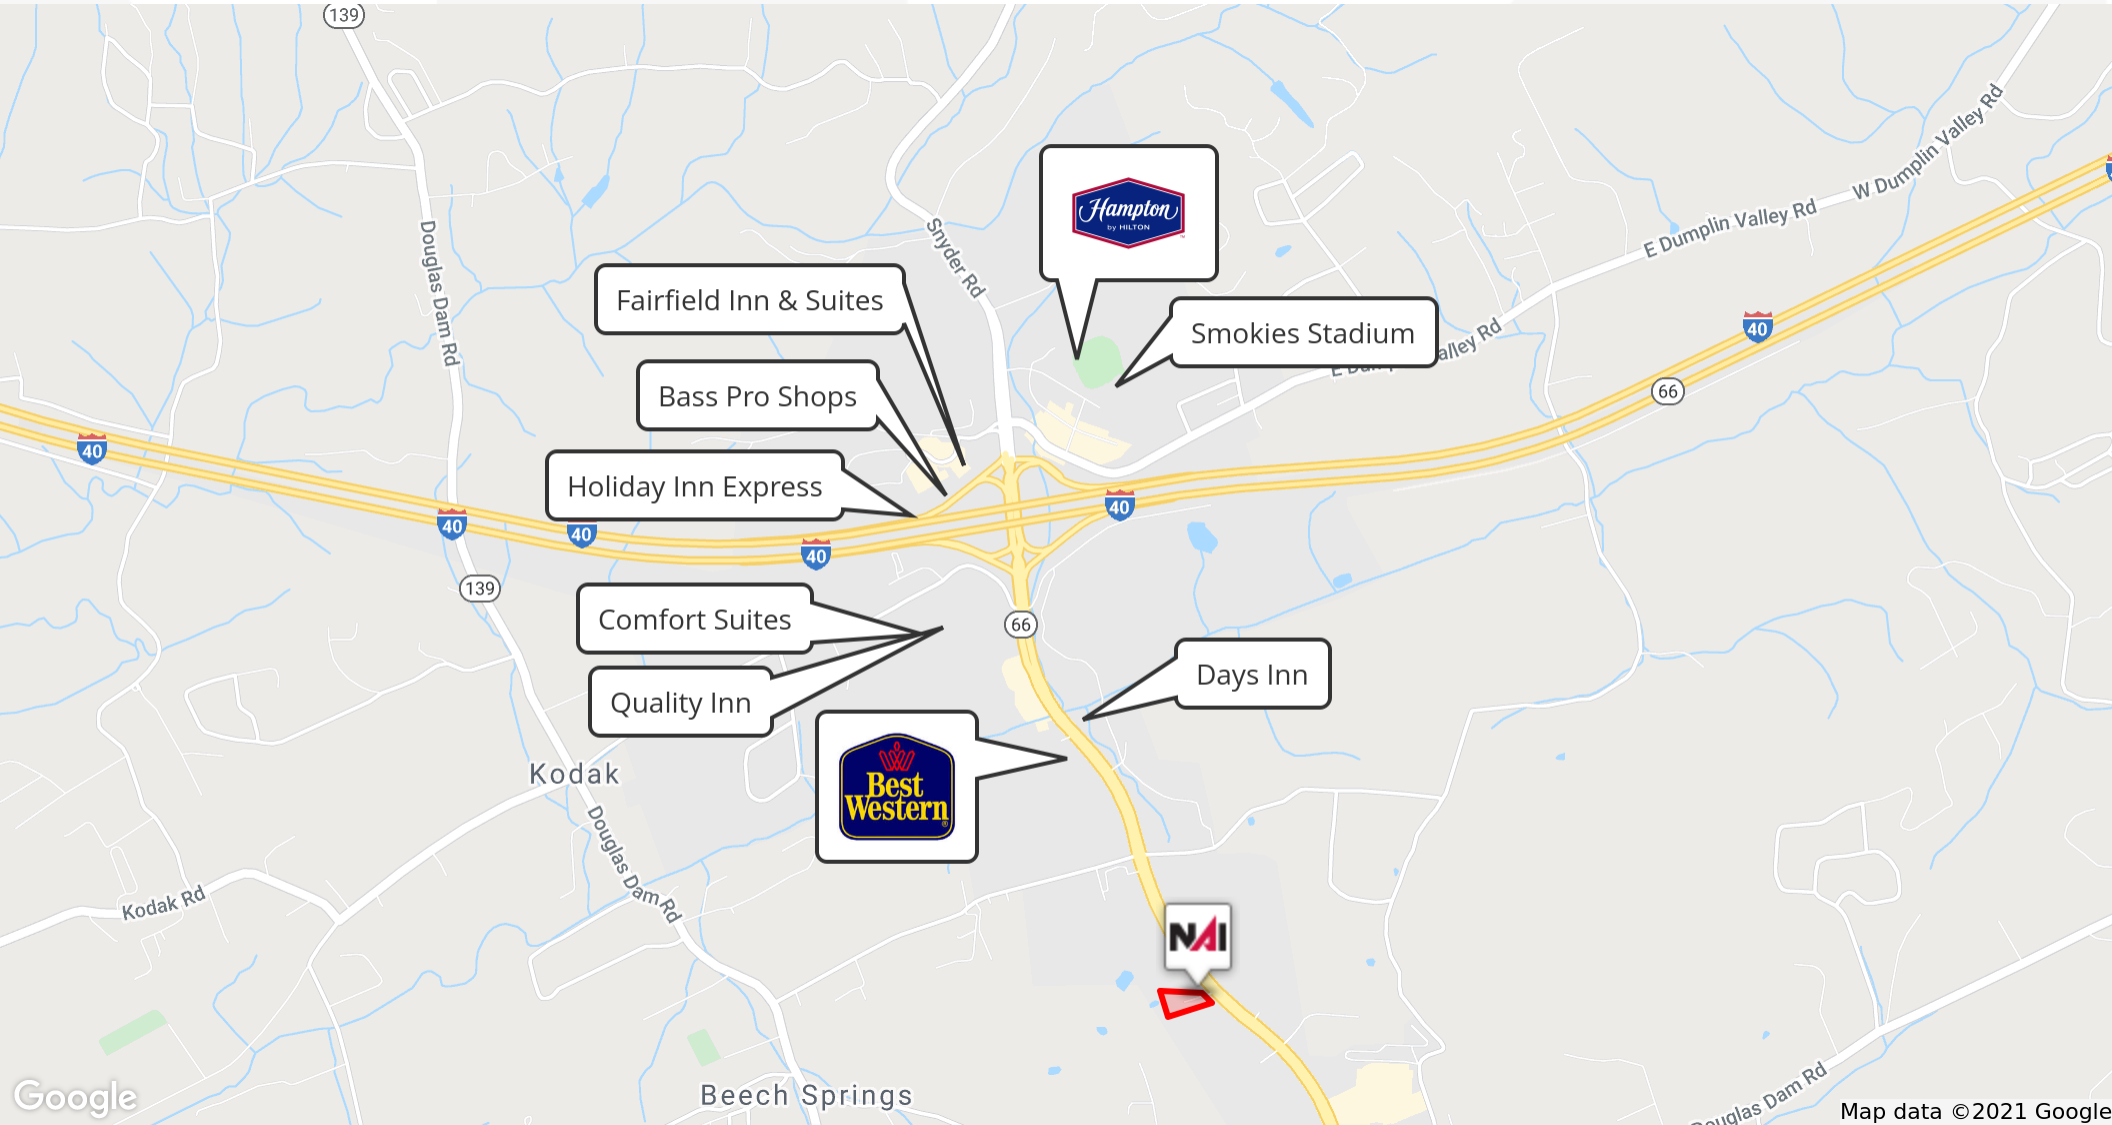 139
W Dumplin Valley Rd
Hampton
by HILTON
™
E Dumplin Valley Rd
Douglas Dam Rd
Snyder Rd
Fairfield Inn & Suites
Smokies Stadium
40
alley Rd
66
Bass Pro Shops
40
Holiday Inn Express
40
40
40
40
139
Comfort Suites
66
Days Inn
Quality Inn
Kodak
Best
Western
®
Douglas Dam Rd
Kodak Rd
NAI
Beech Springs
Google
Douglas Dam Rd
Map data ©2021 Google